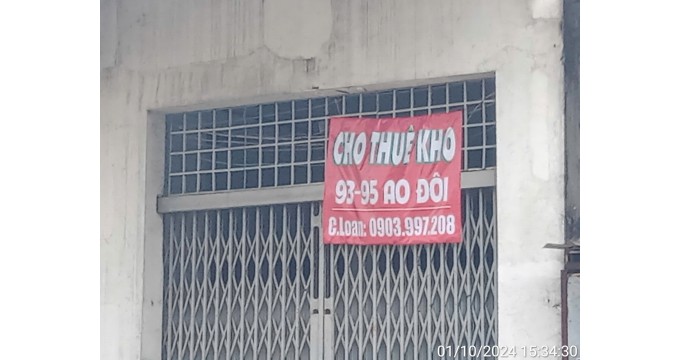 CHO THUÊ KHO
93-95 AO ĐÔI
C.Loan: 0903.997.208
01/10/2024 15:34:30